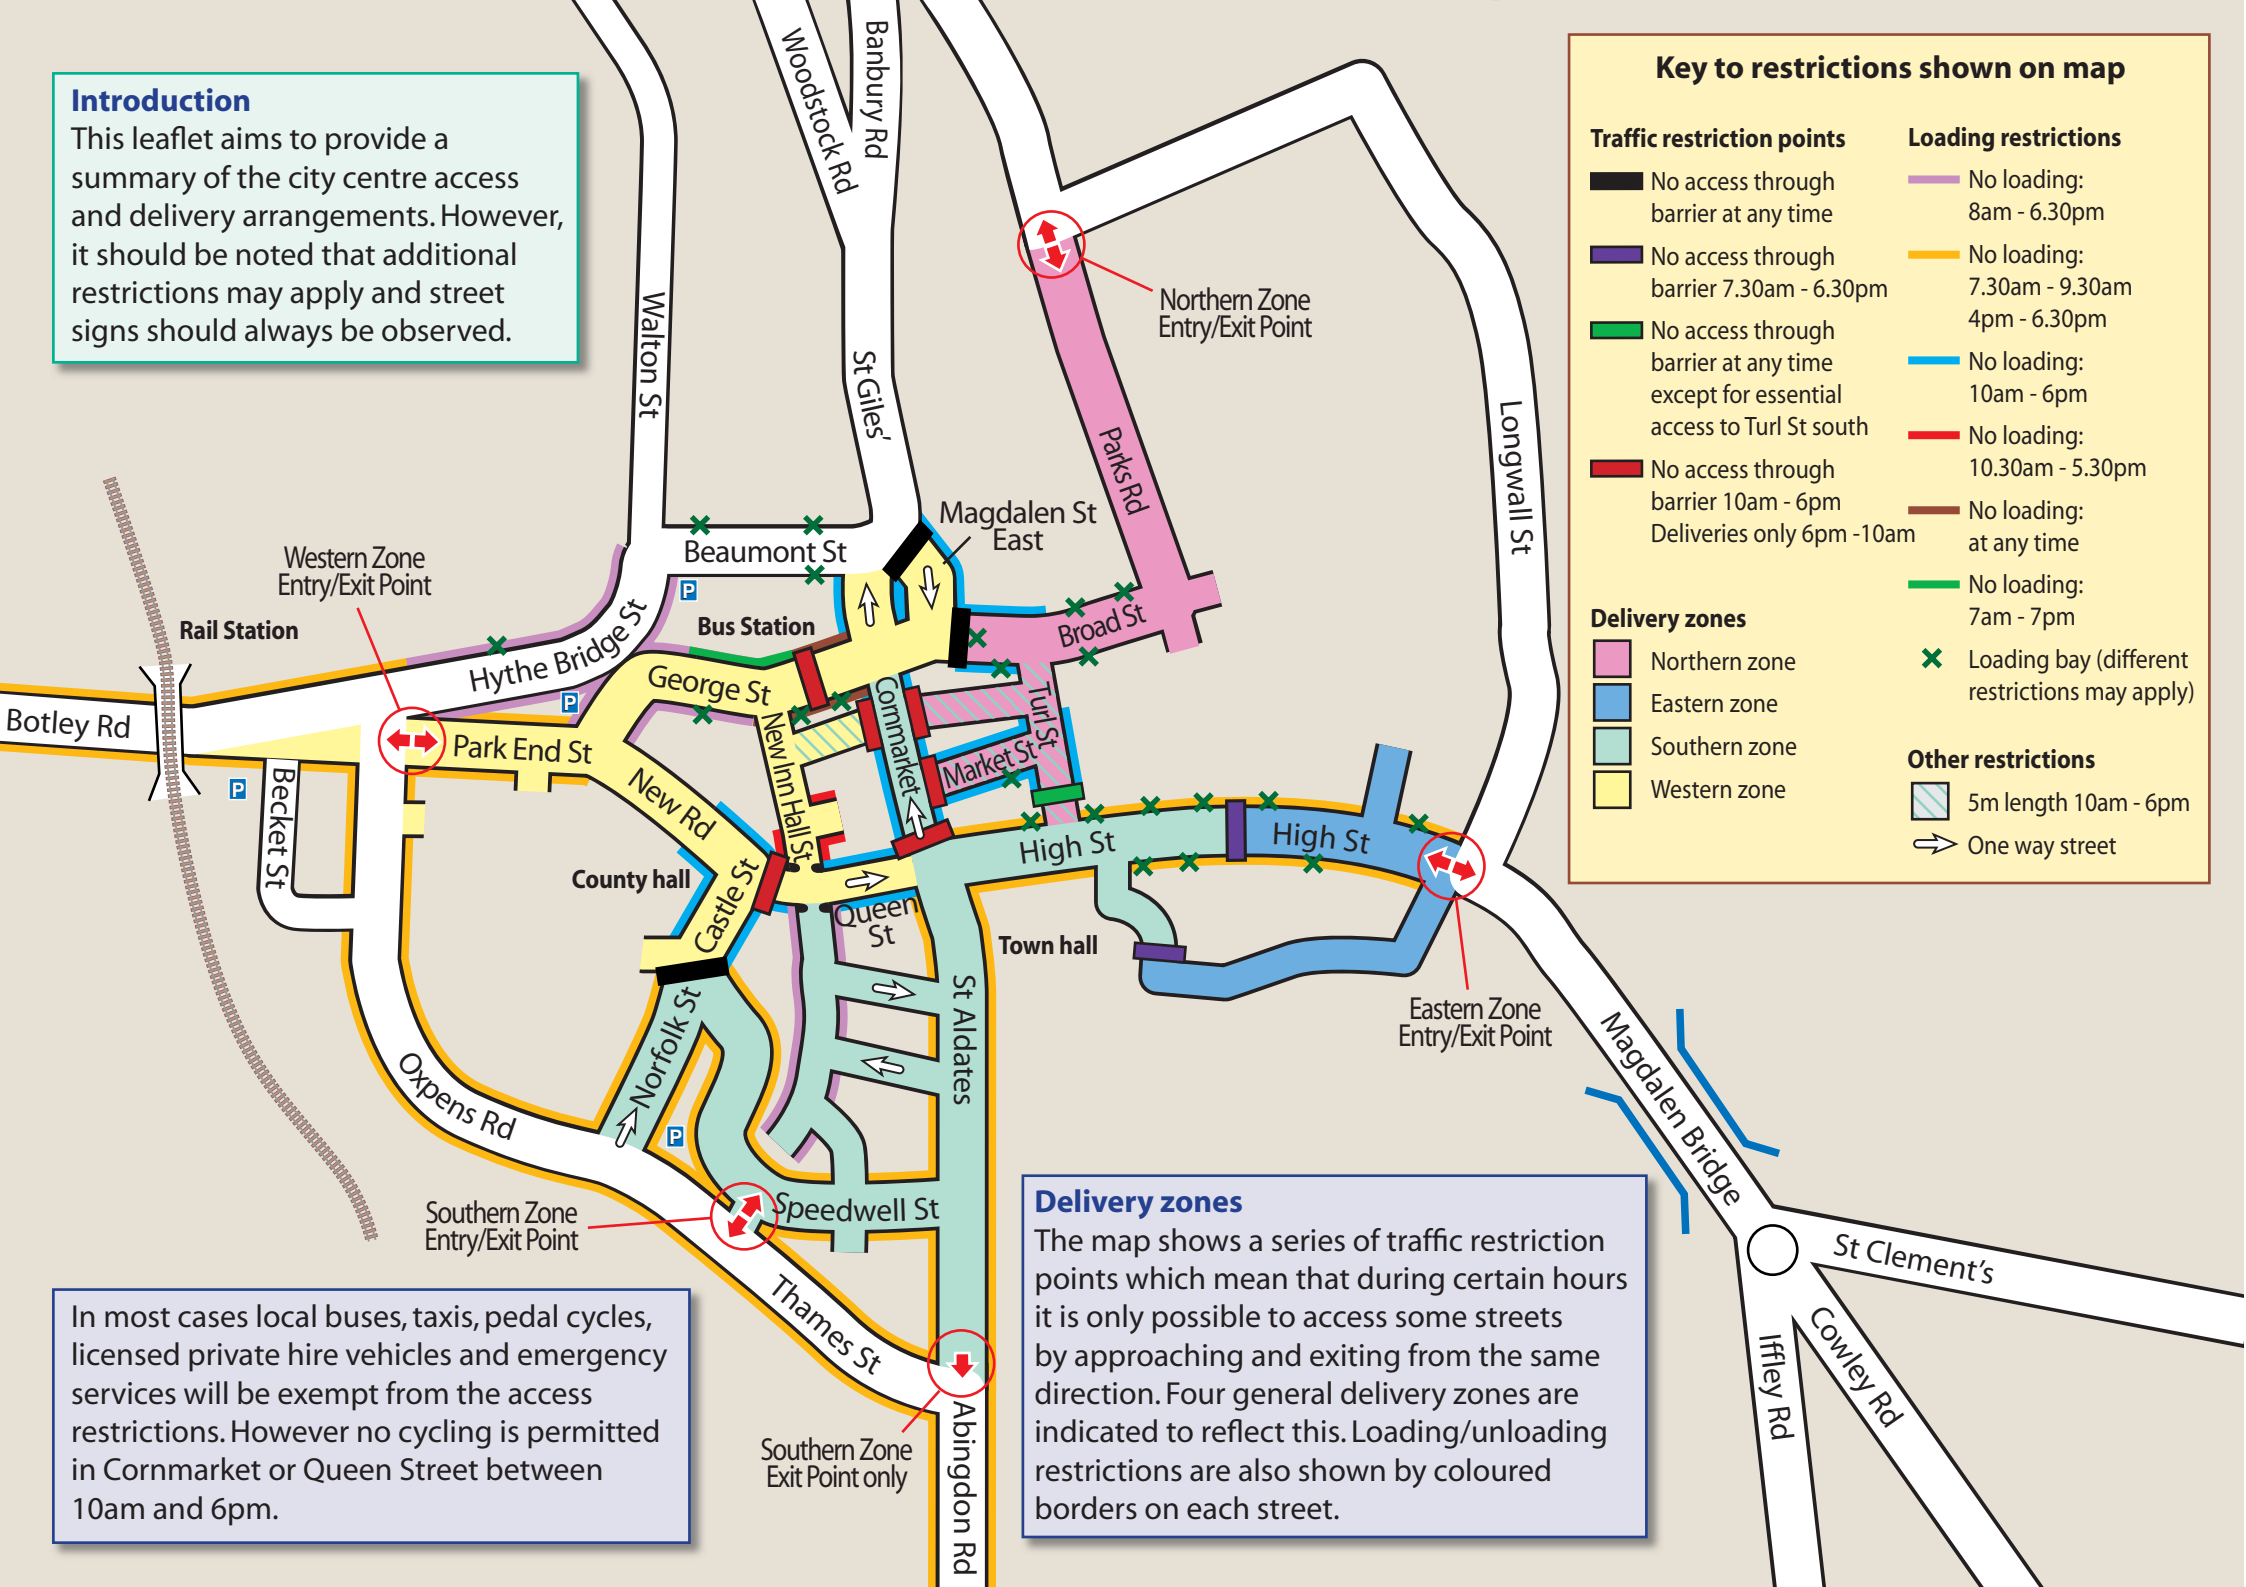 Introduction
This leaflet aims to provide a
summary of the city centre access
and delivery arrangements. However,
it should be noted that additional
restrictions may apply and street
signs should always be observed.
Woodstock Rd
Banbury Rd
Walton St
St Giles'
Northern Zone
Entry/Exit Point
Parks Rd
Longwall St
Magdalen St
East
Beaumont St
Western Zone
Entry/Exit Point
Rail Station
P
Bus Station
Broad St
Hythe Bridge St
George St
P
Botley Rd
Park End St
P
Becket St
New Rd
New Inn Hall St
Cornmarket
Turl St
Market St
High St
High St
County hall
Castle St
Queen
St
Town hall
St Aldates
Norfolk St
Oxpens Rd
P
Eastern Zone
Entry/Exit Point
Magdalen Bridge
Southern Zone
Entry/Exit Point
Speedwell St
Thames St
Southern Zone
Exit Point only
Abingdon Rd
St Clement's
Cowley Rd
Iffley Rd
Key to restrictions shown on map
Traffic restriction points
No access through
barrier at any time
No access through
barrier 7.30am - 6.30pm
No access through
barrier at any time
except for essential
access to Turl St south
No access through
barrier 10am - 6pm
Deliveries only 6pm -10am
Delivery zones
Northern zone
Eastern zone
Southern zone
Western zone
Loading restrictions
No loading:
8am - 6.30pm
No loading:
7.30am - 9.30am
4pm - 6.30pm
No loading:
10am - 6pm
No loading:
10.30am - 5.30pm
No loading:
at any time
No loading:
7am - 7pm
Loading bay (different
restrictions may apply)
Other restrictions
5m length 10am - 6pm
One way street
In most cases local buses, taxis, pedal cycles,
licensed private hire vehicles and emergency
services will be exempt from the access
restrictions. However no cycling is permitted
in Cornmarket or Queen Street between
10am and 6pm.
Delivery zones
The map shows a series of traffic restriction
points which mean that during certain hours
it is only possible to access some streets
by approaching and exiting from the same
direction. Four general delivery zones are
indicated to reflect this. Loading/unloading
restrictions are also shown by coloured
borders on each street.